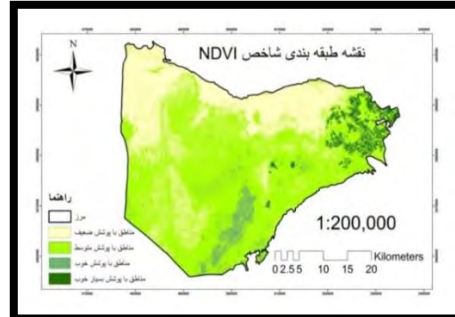 نقشه طبقه بندی شاخص NDVI
N
راهنما
مرز
مناطق با پوشش ضعیف
مناطق با پوشش متوسط
مناطق با پوشش خوب
مناطق با پوشش بسیار خوب
1:200,000
Kilometers
0 2.5 5 10 15 20